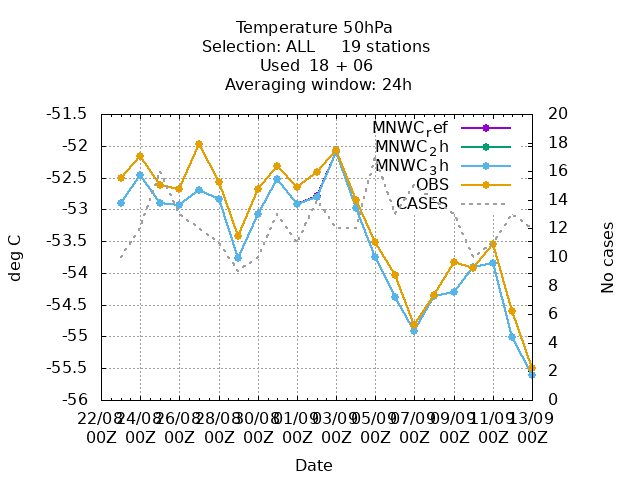 Temperature 50hPa
Selection: ALL 19 stations
Used 18 + 06
Averaging window: 24h
-51.5
-52
-52.5
-53
-53.5
-54
-54.5
-55
-55.5
-56
deg C
20
18
16
14
12
10
8
6
4
2
0
No cases
MNWC_ref
MNWC_2h
MNWC_3h
OBS
CASES
22/08 24/08 26/08 28/08 30/08 01/09 03/09 05/09 07/09 09/09 11/09 13/09
00Z 00Z 00Z 00Z 00Z 00Z 00Z 00Z 00Z 00Z 00Z 00Z
Date